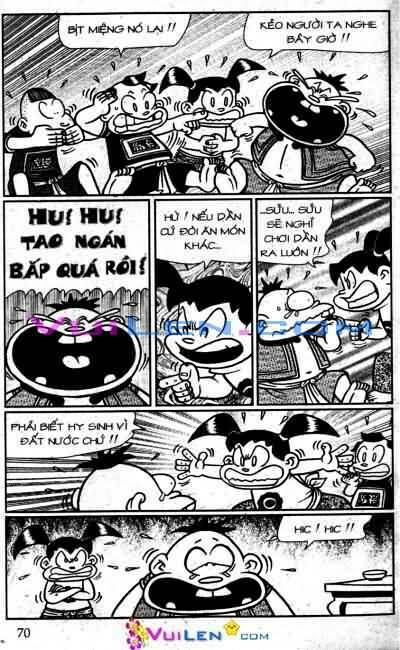 BỊT MIỆNG NÓ LẠI !!
KẺO NGƯỜI TA NGHE
BÂY GIỜ !!
HU! HU!
TAO NGÁN
BẮP QUÁ RỒI!
HỪ ! NẾU DẦN
CỨ ĐÒI ĂN MÓN
KHÁC...
...SỬU... SỬU
SẼ NGHỈ
CHƠI DẦN
RA LUÔN !!
VUILEN.COM
PHẢI BIẾT HY SINH VÌ
ĐẤT NƯỚC CHỨ !!
HIC ! HIC !!
70
VUILEN.COM